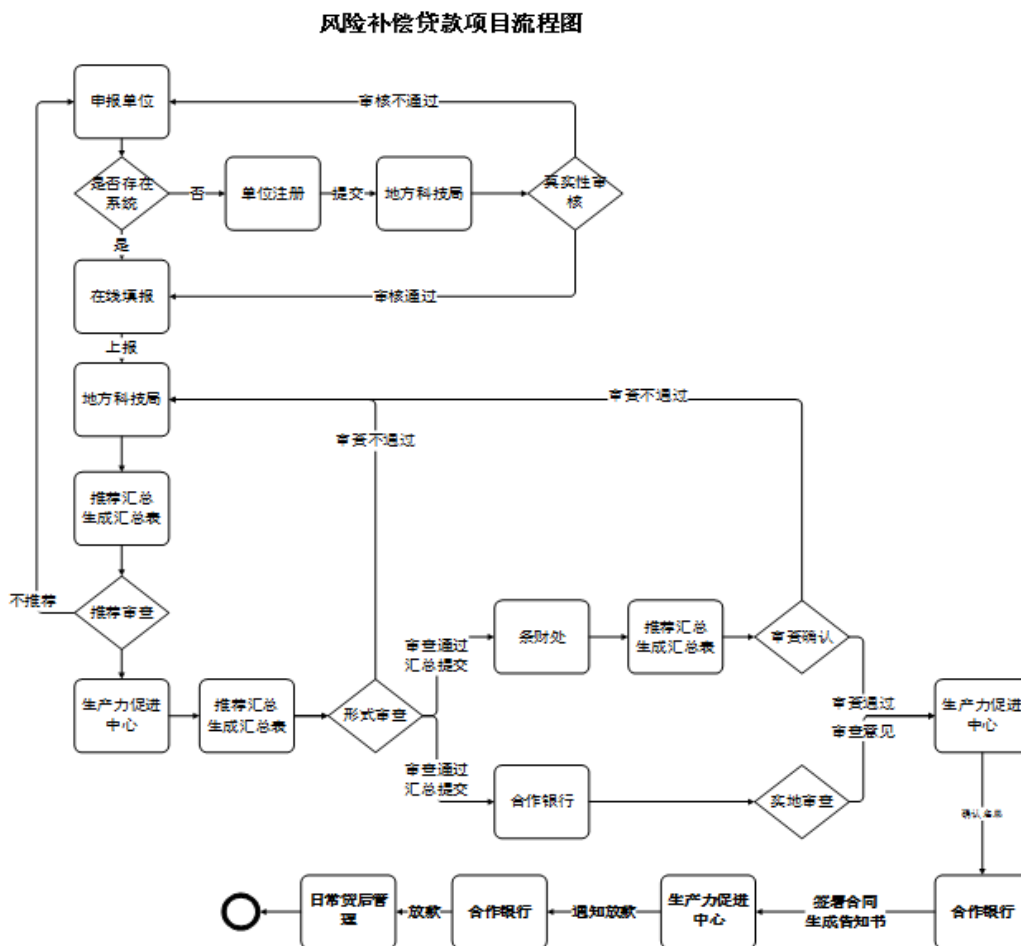 风险补偿贷款项目流程图
申报单位
审核不通过
是否存在
系统
否
单位注册
提交
地方科技局
真实性审
核
是
在线填报
审核通过
上报
地方科技局
审查不通过
审查不通过
推荐汇总
生成汇总表
不推荐
推荐审查
审查通过
汇总提交
条财处
推荐汇总
生成汇总表
审查确认
生产力促进
中心
推荐汇总
生成汇总表
形式审查
审查通过
审查意见
生产力促进
中心
审查通过
汇总提交
合作银行
实地审查
日常贷后管
理
放款
合作银行
通知放款
生产力促进
中心
签署合同
生成告知书
合作银行